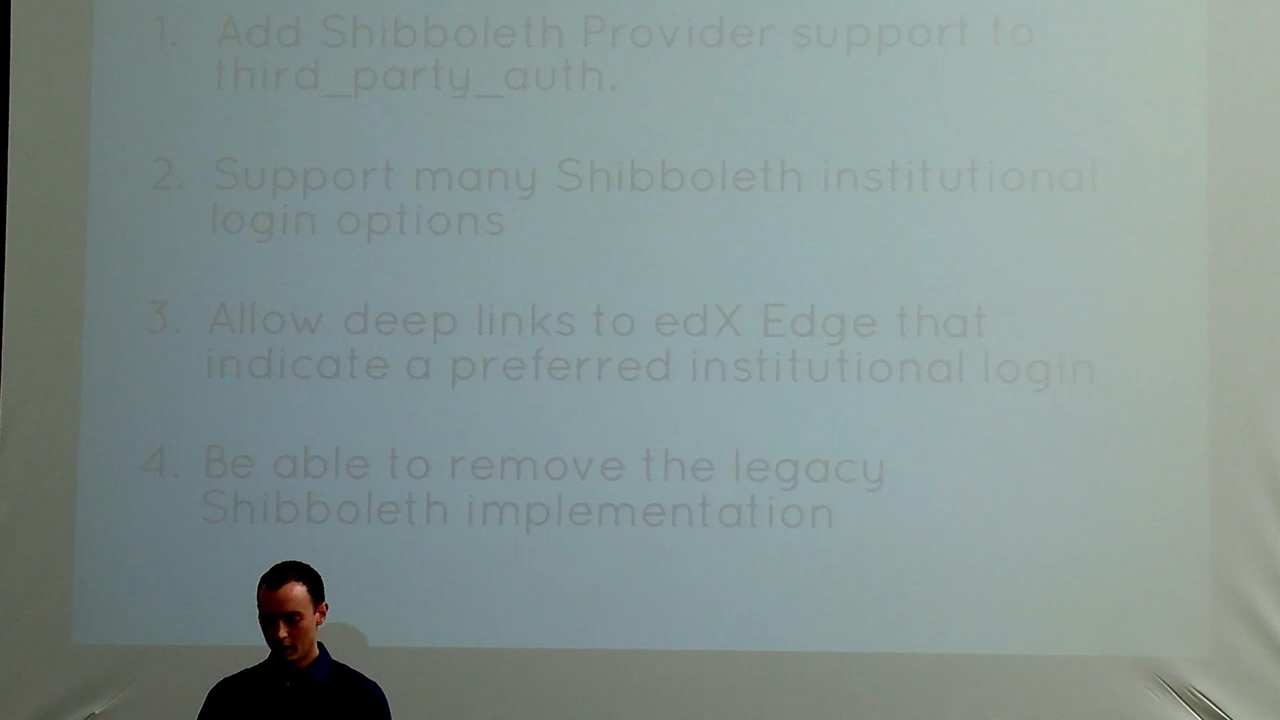 1. Add Shibboleth Provider support to
third_party_auth.
2. Support many Shibboleth institutional
login options
3. Allow deep links to edX Edge that
indicate a preferred institutional login
4. Be able to remove the legacy
Shibboleth implementation